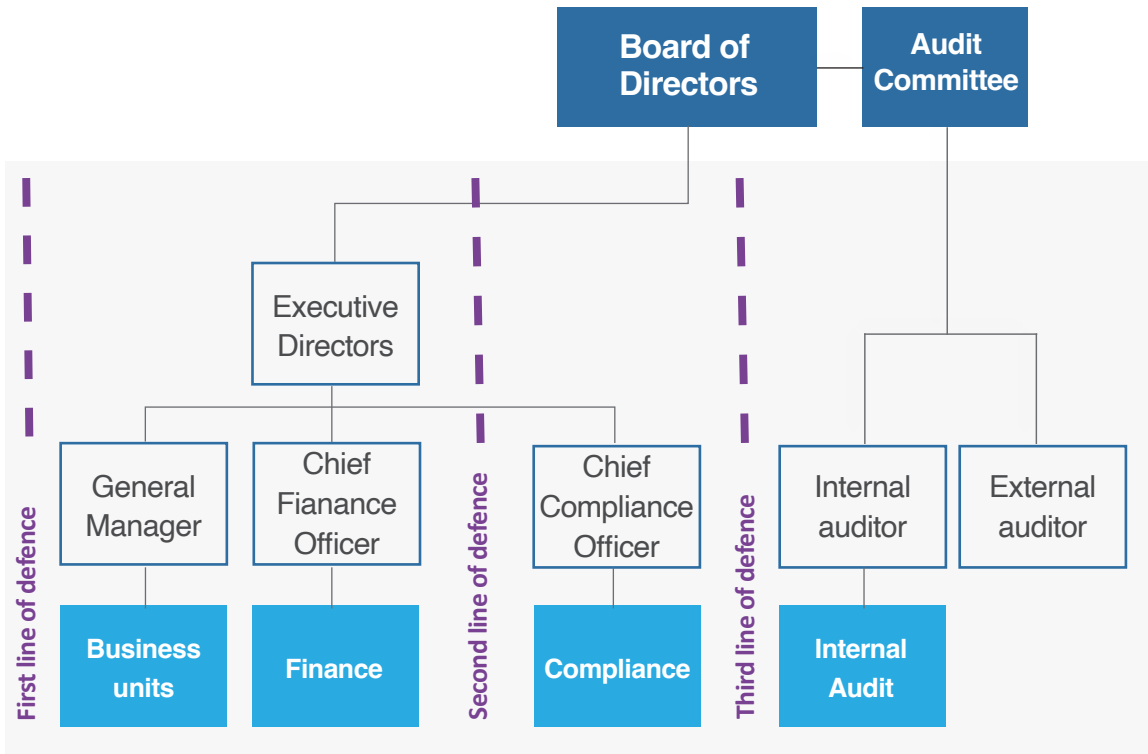 Board of
Directors
Audit
Committee
Executive
Directors
First line of defence
General
Manager
Chief
Fianance
Officer
Second line of defence
Chief
Compliance
Officer
Third line of defence
Internal
auditor
External
auditor
Business
units
Finance
Compliance
Internal
Audit